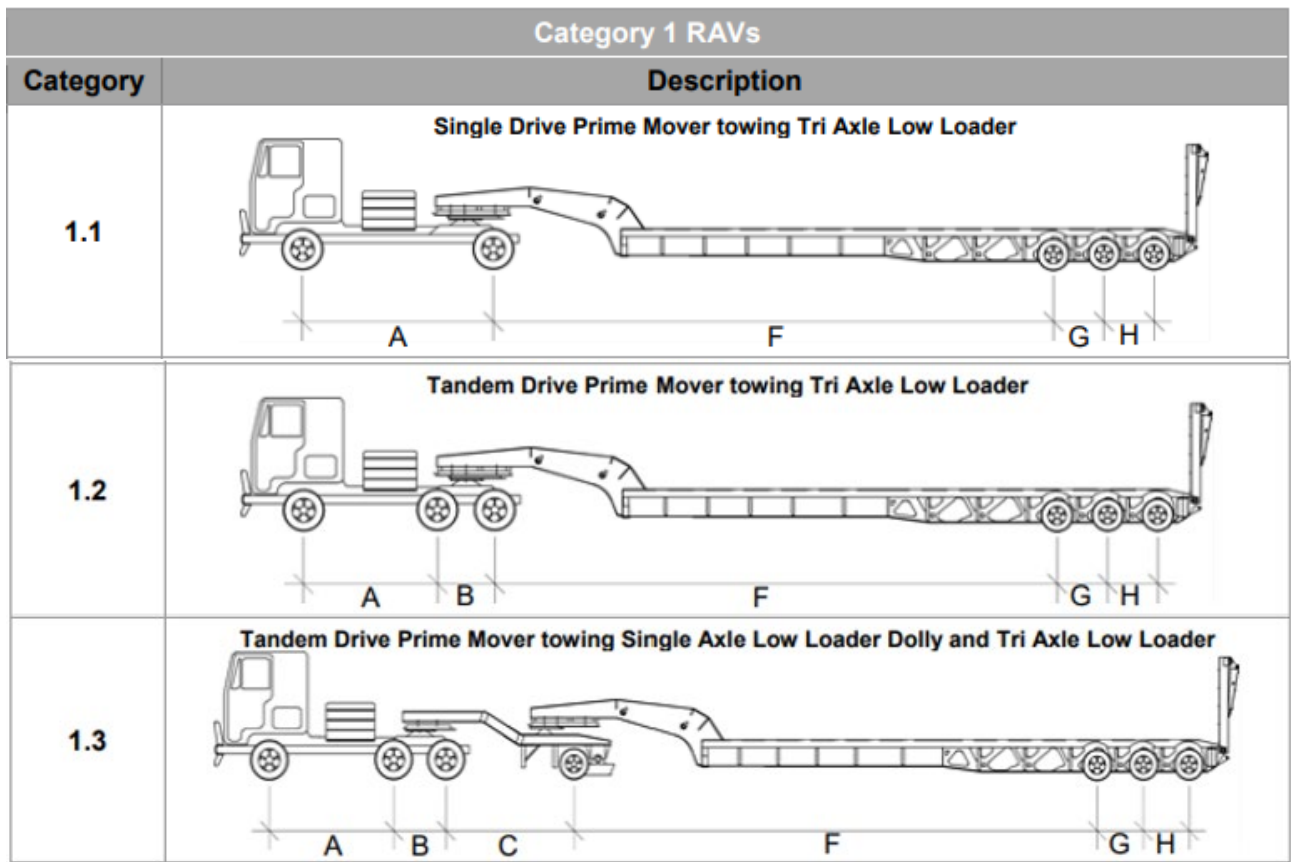 Category 1 RAVs
Category Description
Single Drive Prime Mover towing Tri Axle Low Loader
1.1
A F G H
Tandem Drive Prime Mover towing Tri Axle Low Loader
1.2
A B F G H
Tandem Drive Prime Mover towing Single Axle Low Loader Dolly and Tri Axle Low Loader
1.3
A B C F G H